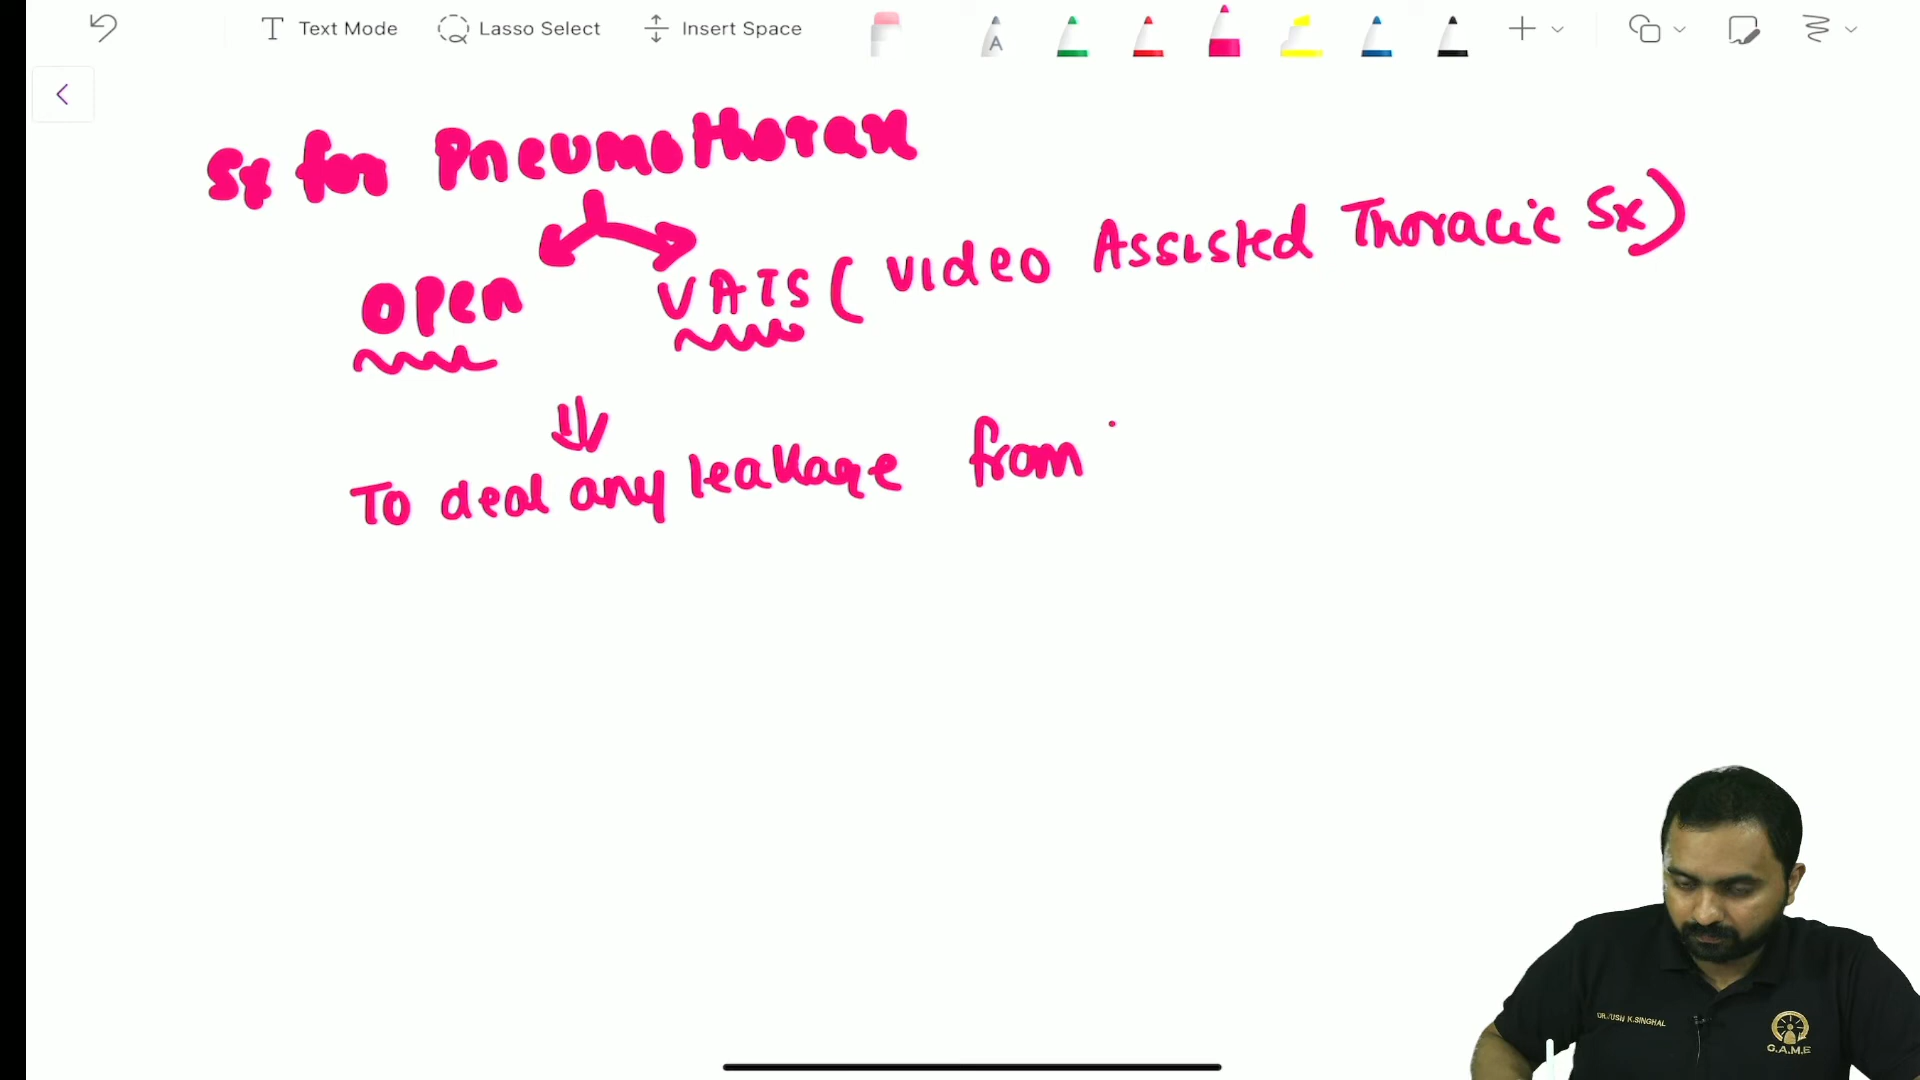 Text Mode Lasso Select Insert Space
A
Sx for Pneumothorax
Open VATS ( Video Assisted Thoracic Sx )
To deal any leakage from
K.SINGHAL
G.A.M.E